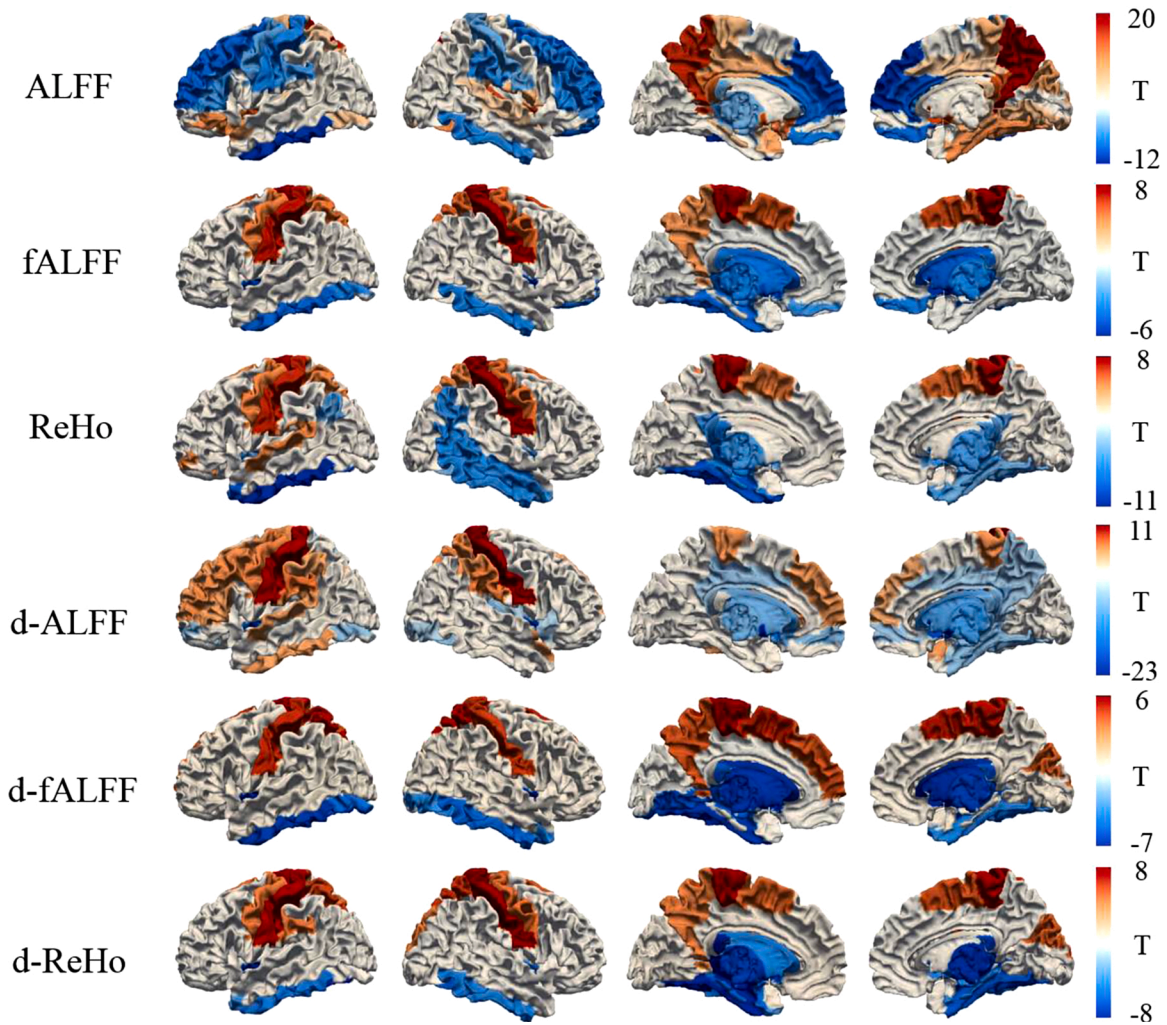 20
ALFF
T
-12
8
fALFF
T
-6
8
ReHo
T
-11
11
d-ALFF
T
-23
6
d-fALFF
T
-7
8
d-ReHo
T
-8